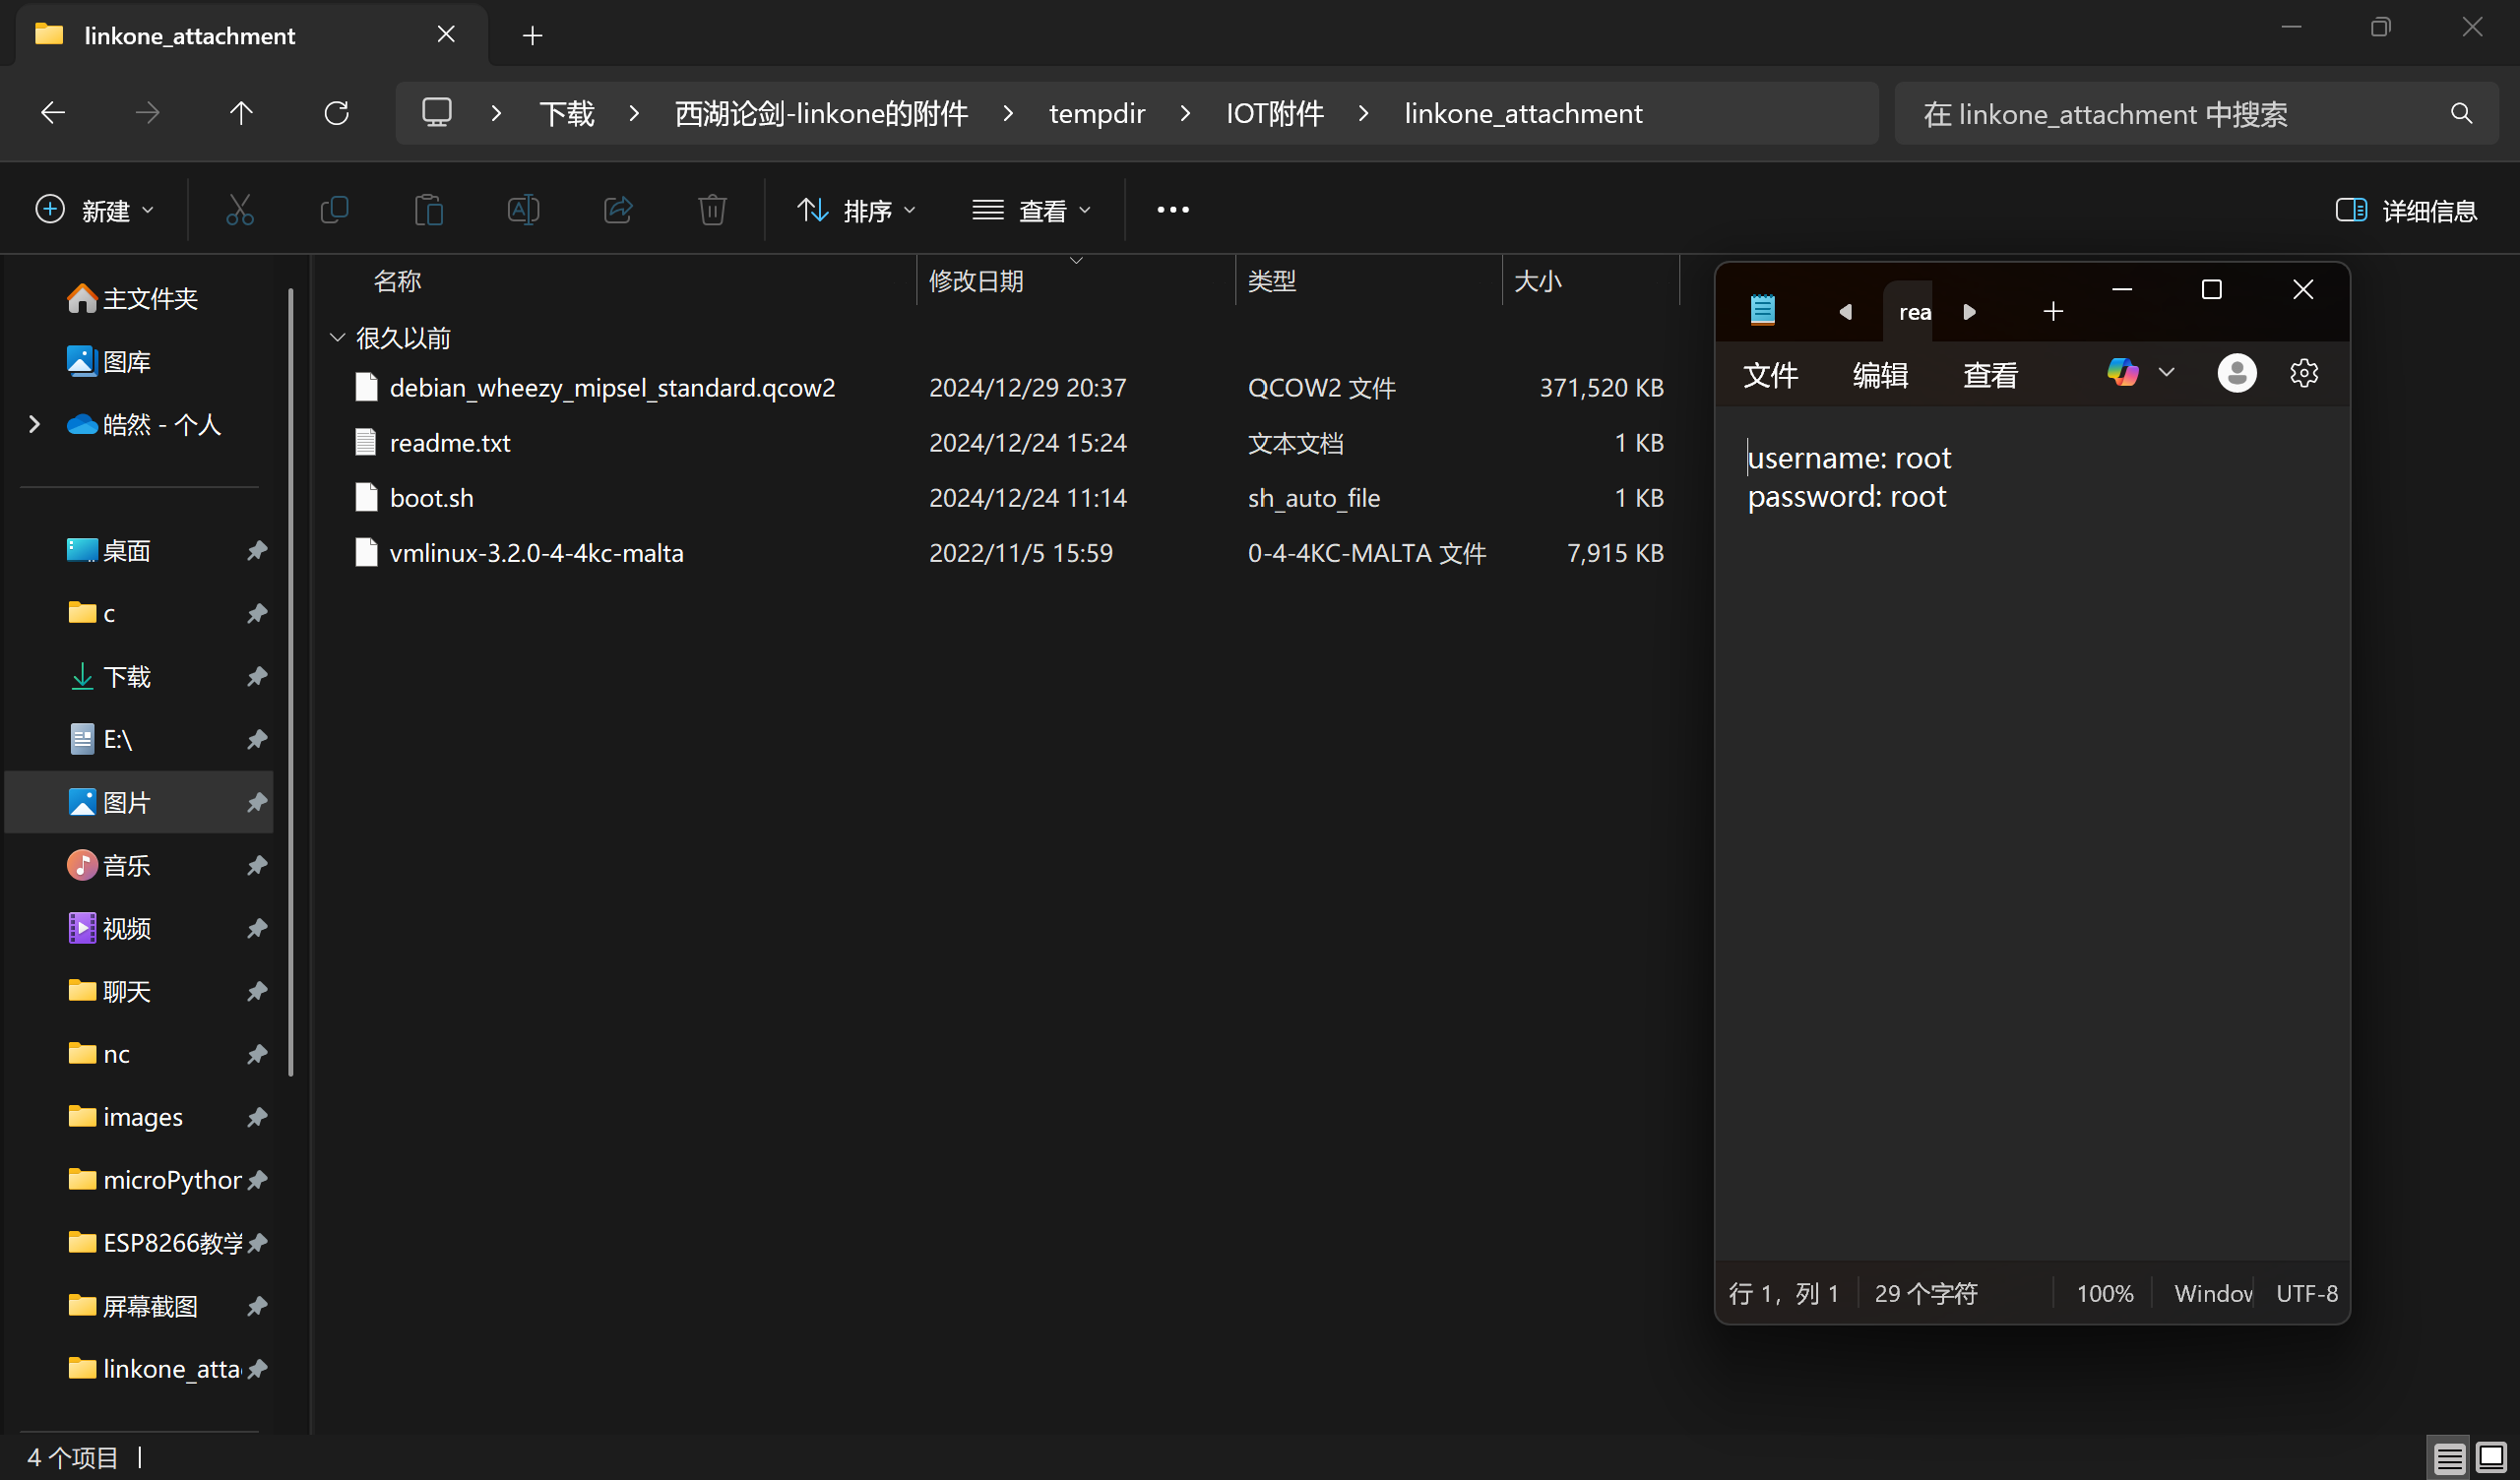 linkone_attachment
下载 西湖论剑-linkone的附件 tempdir IOT附件 linkone_attachment
在 linkone_attachment 中搜索
新建 排序 查看 详细信息
主文件夹
图库
皓然 - 个人
桌面
c
下载
E:\
图片
音乐
视频
聊天
nc
images
microPython
ESP8266教学
屏幕截图
linkone_atta
名称 修改日期 类型 大小
很久以前
debian_wheezy_mipsel_standard.qcow2 2024/12/29 20:37 QCOW2 文件 371,520 KB
readme.txt 2024/12/24 15:24 文本文档 1 KB
boot.sh 2024/12/24 11:14 sh_auto_file 1 KB
vmlinux-3.2.0-4-4kc-malta 2022/11/5 15:59 0-4-4KC-MALTA 文件 7,915 KB
rea
文件 编辑 查看
username: root
password: root
行 1，列 1 29 个字符 100% Window UTF-8
4 个项目